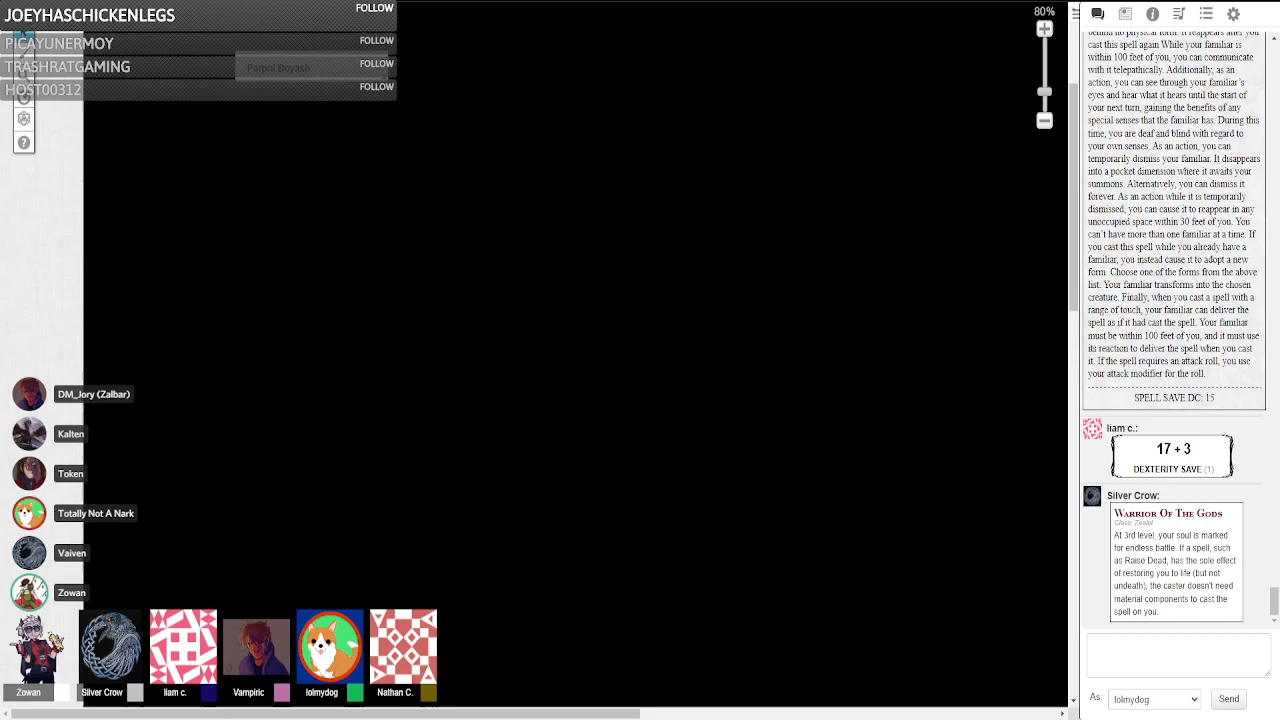 JOEYHASCHICKENLEGS
FOLLOW
PICAYUNERMOY
FOLLOW
TRASHRATGAMING
FOLLOW
Parpol Boyash
HOST00312
FOLLOW
80%
DM_Jory (Zalbar)
Kalten
Token
Totally Not A Nark
Vaiven
Zowan
Zowan
Silver Crow
liam c.
Vampiric
lolmydog
Nathan C.
behind no physical form. It reappears after you
cast this spell again While your familiar is
within 100 feet of you, you can communicate
with it telepathically. Additionally, as an
action, you can see through your familiar's
eyes and hear what it hears until the start of
your next turn, gaining the benefits of any
special senses that the familiar has. During this
time, you are deaf and blind with regard to
your own senses. As an action, you can
temporarily dismiss your familiar. It disappears
into a pocket dimension where it awaits your
summons. Alternatively, you can dismiss it
forever. As an action while it is temporarily
dismissed, you can cause it to reappear in any
unoccupied space within 30 feet of you. You
can't have more than one familiar at a time. If
you cast this spell while you already have a
familiar, you instead cause it to adopt a new
form. Choose one of the forms from the above
list. Your familiar transforms into the chosen
creature. Finally, when you cast a spell with a
range of touch, your familiar can deliver the
spell as if it had cast the spell. Your familiar
must be within 100 feet of you, and it must use
its reaction to deliver the spell when you cast
it. If the spell requires an attack roll, you use
your attack modifier for the roll.
SPELL SAVE DC: 15
liam c.:
17 + 3
DEXTERITY SAVE (1)
Silver Crow:
WARRIOR OF THE GODS
Class: Zealot
At 3rd level, your soul is marked
for endless battle. If a spell, such
as Raise Dead, has the sole effect
of restoring you to life (but not
undeath), the caster doesn't need
material components to cast the
spell on you.
As:
lolmydog
Send